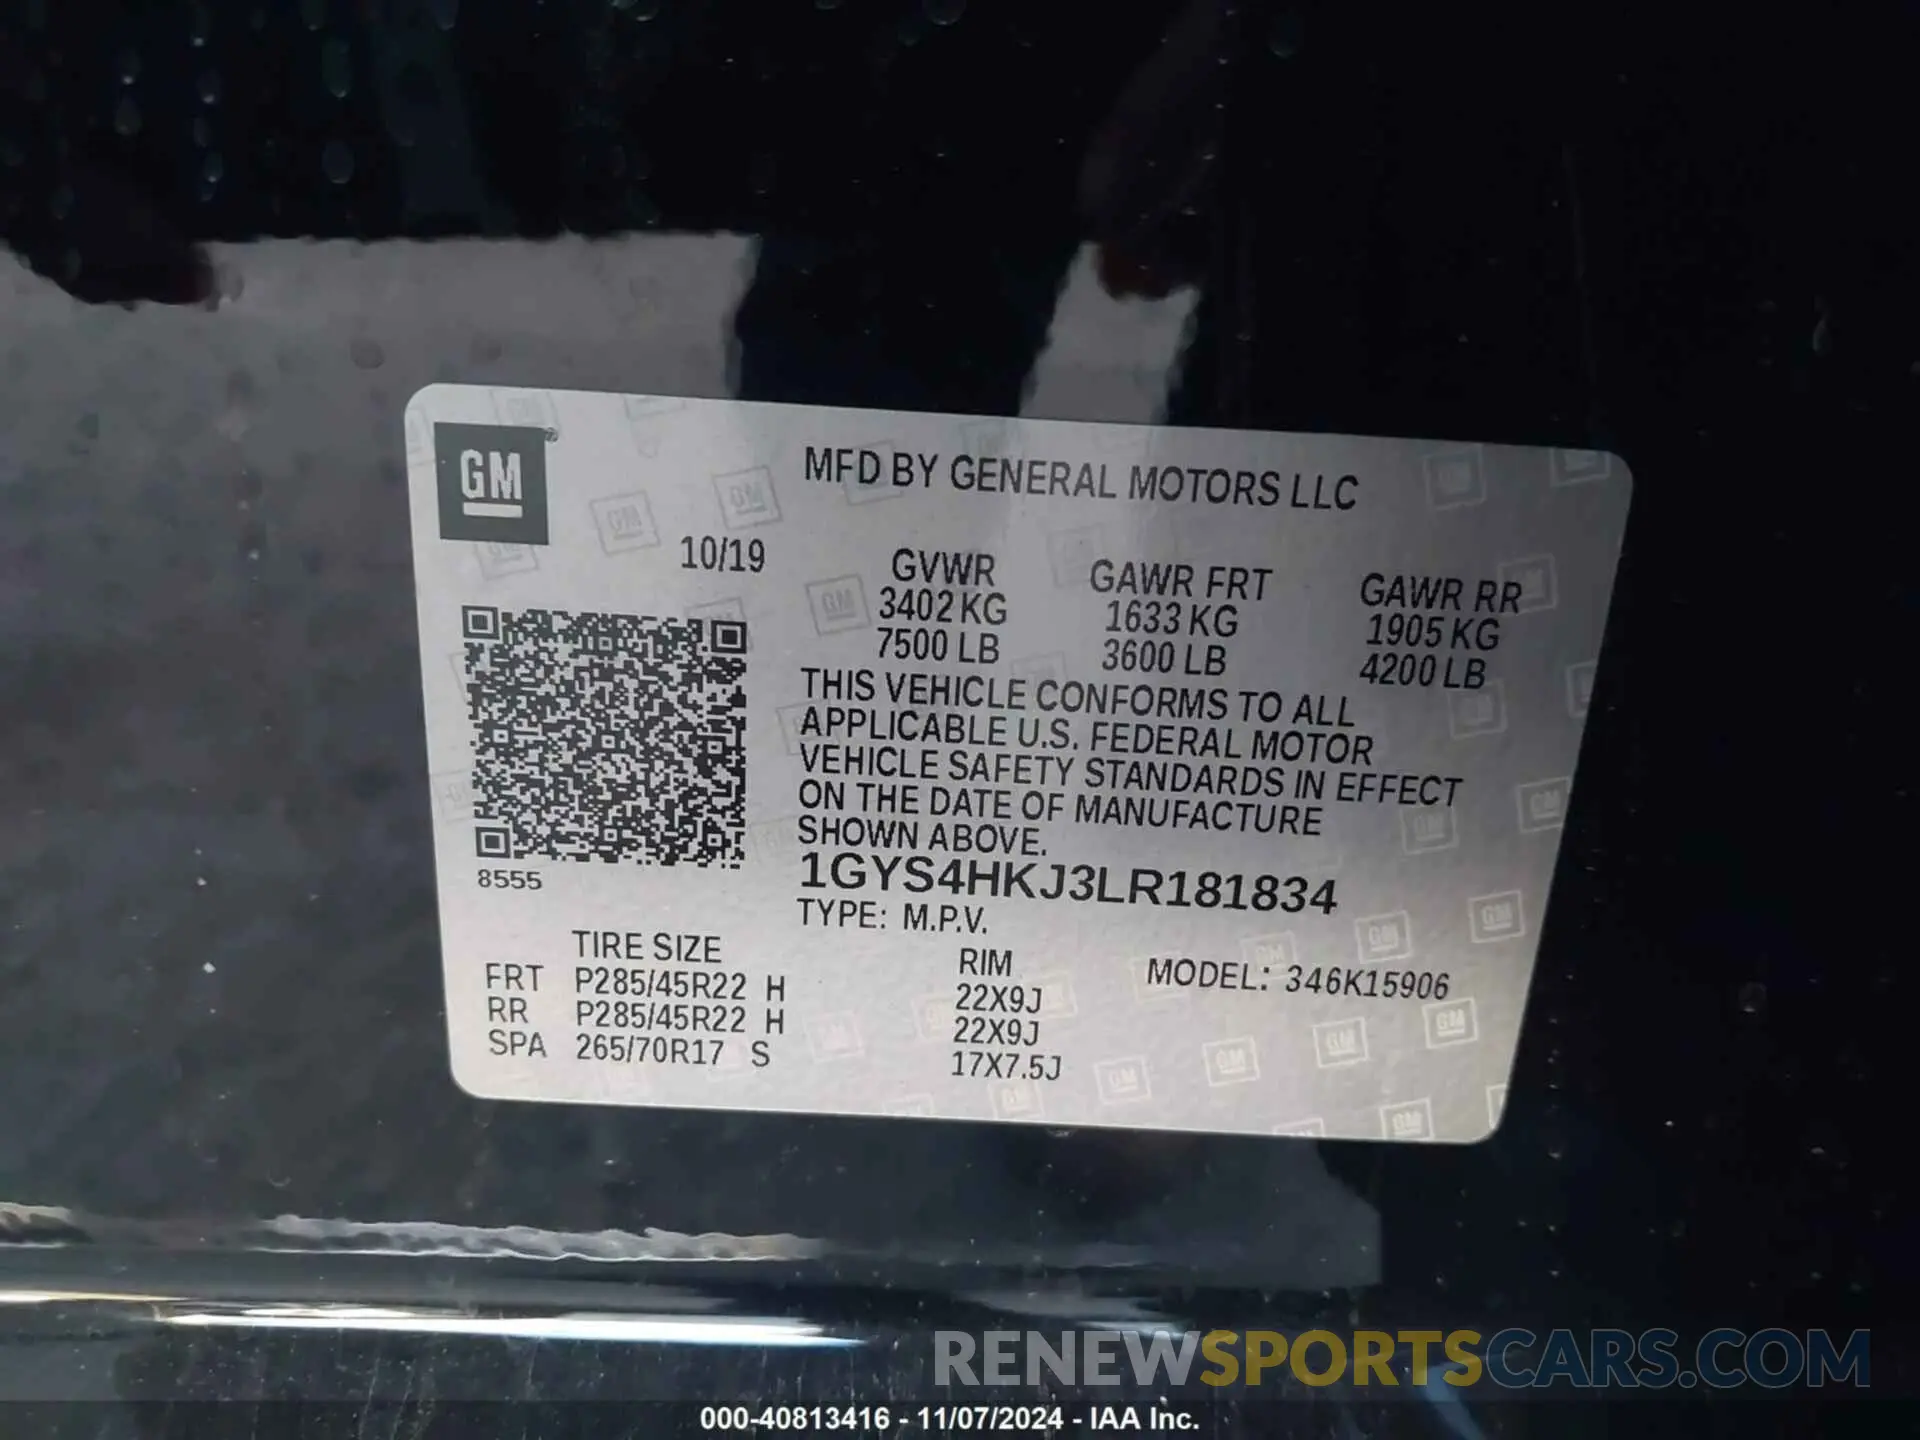 GM
MFD BY GENERAL MOTORS LLC
10/19
GVWR GAWR FRT GAWR RR
3402 KG 1633 KG 1905 KG
7500 LB 3600 LB 4200 LB
THIS VEHICLE CONFORMS TO ALL
APPLICABLE U.S. FEDERAL MOTOR
VEHICLE SAFETY STANDARDS IN EFFECT
ON THE DATE OF MANUFACTURE
SHOWN ABOVE.
8555
1GYS4HKJ3LR181834
TYPE: M.P.V.
TIRE SIZE RIM MODEL: 346K15906
FRT P285/45R22 H 22X9J
RR P285/45R22 H 22X9J
SPA 265/70R17 S 17X7.5J
RENEWSPORTSCARS.COM
000-40813416 - 11/07/2024 - IAA Inc.